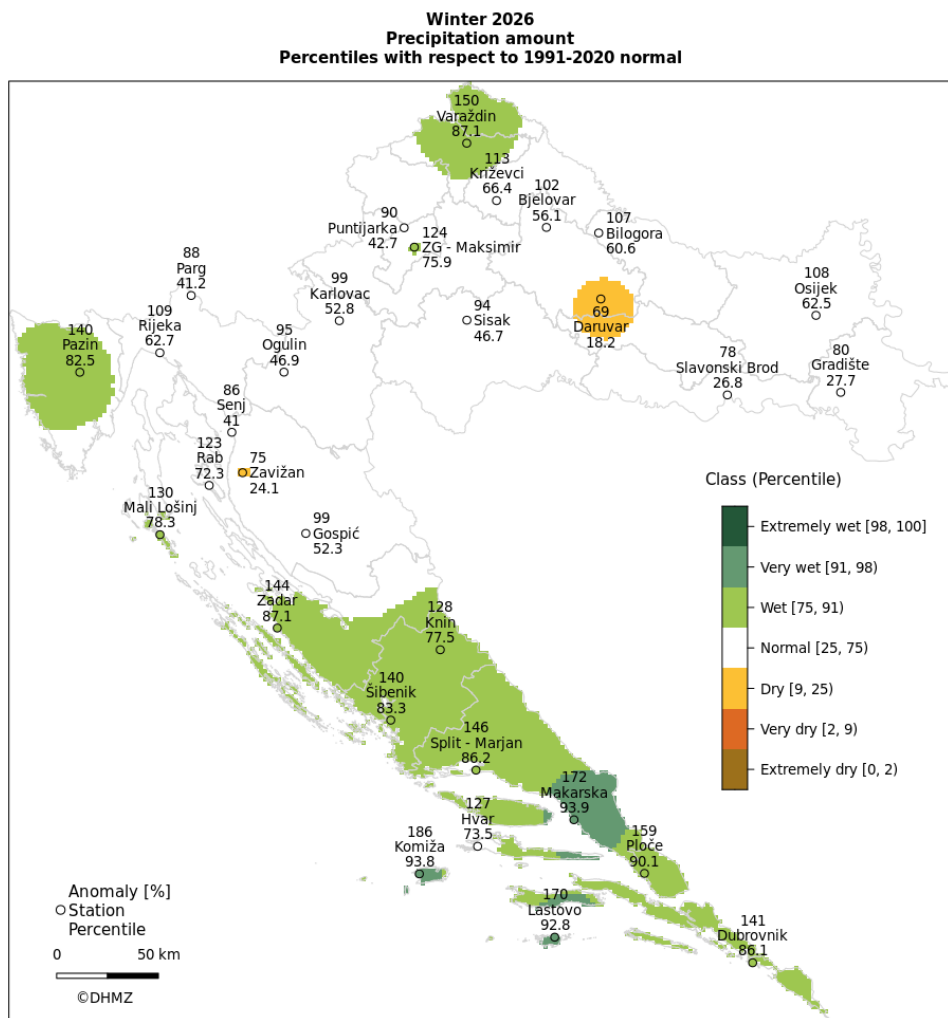 Winter 2026
Precipitation amount
Percentiles with respect to 1991-2020 normal
150
Varaždin
87.1
113
Križevci
66.4
102
Bjelovar
56.1
107
Bilogora
60.6
90
Puntijarka
42.7
124
ZG - Maksimir
75.9
88
Parg
41.2
99
Karlovac
52.8
94
Sisak
46.7
69
Daruvar
18.2
108
Osijek
62.5
109
Rijeka
62.7
140
Pazin
82.5
95
Ogulin
46.9
78
Slavonski Brod
26.8
80
Gradište
27.7
86
Senj
41
123
Rab
72.3
75
Zavižan
24.1
130
Mali Lošinj
78.3
99
Gospić
52.3
144
Zadar
87.1
128
Knin
77.5
140
Šibenik
83.3
146
Split - Marjan
86.2
172
Makarska
93.9
127
Hvar
73.5
186
Komiža
93.8
159
Ploče
90.1
170
Lastovo
92.8
141
Dubrovnik
86.1
Class (Percentile)
Extremely wet [98, 100]
Very wet [91, 98)
Wet [75, 91)
Normal [25, 75)
Dry [9, 25)
Very dry [2, 9)
Extremely dry [0, 2)
Anomaly [%]
Station
Percentile
0 50 km
©DHMZ